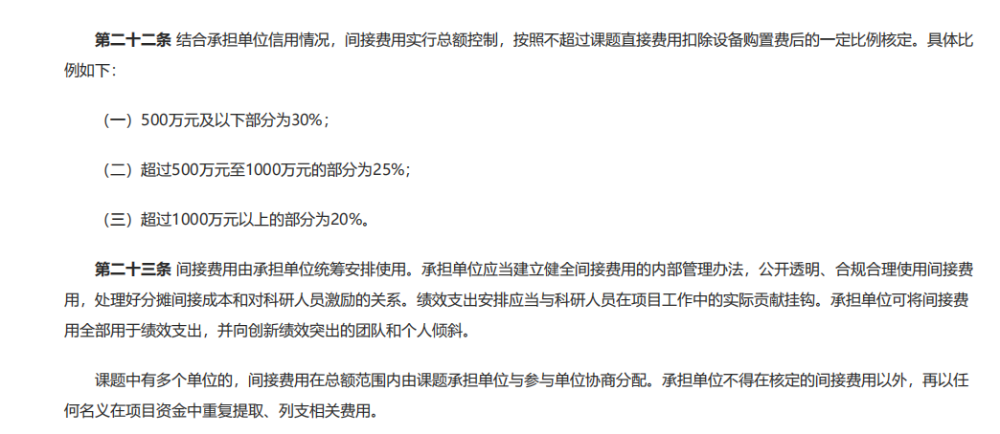 第二十二条 结合承担单位信用情况，间接费用实行总额控制，按照不超过课题直接费用扣除设备购置费后的一定比例核定。具体比
例如下：
（一）500万元及以下部分为30%；
（二）超过500万元至1000万元的部分为25%；
（三）超过1000万元以上的部分为20%。
第二十三条 间接费用由承担单位统筹安排使用。承担单位应当建立健全间接费用的内部管理办法，公开透明、合规合理使用间接费
用，处理好分摊间接成本和对科研人员激励的关系。绩效支出安排应当与科研人员在项目工作中的实际贡献挂钩。承担单位可将间接费
用全部用于绩效支出，并向创新绩效突出的团队和个人倾斜。
课题中有多个单位的，间接费用在总额范围内由课题承担单位与参与单位协商分配。承担单位不得在核定的间接费用以外，再以任
何名义在项目资金中重复提取、列支相关费用。